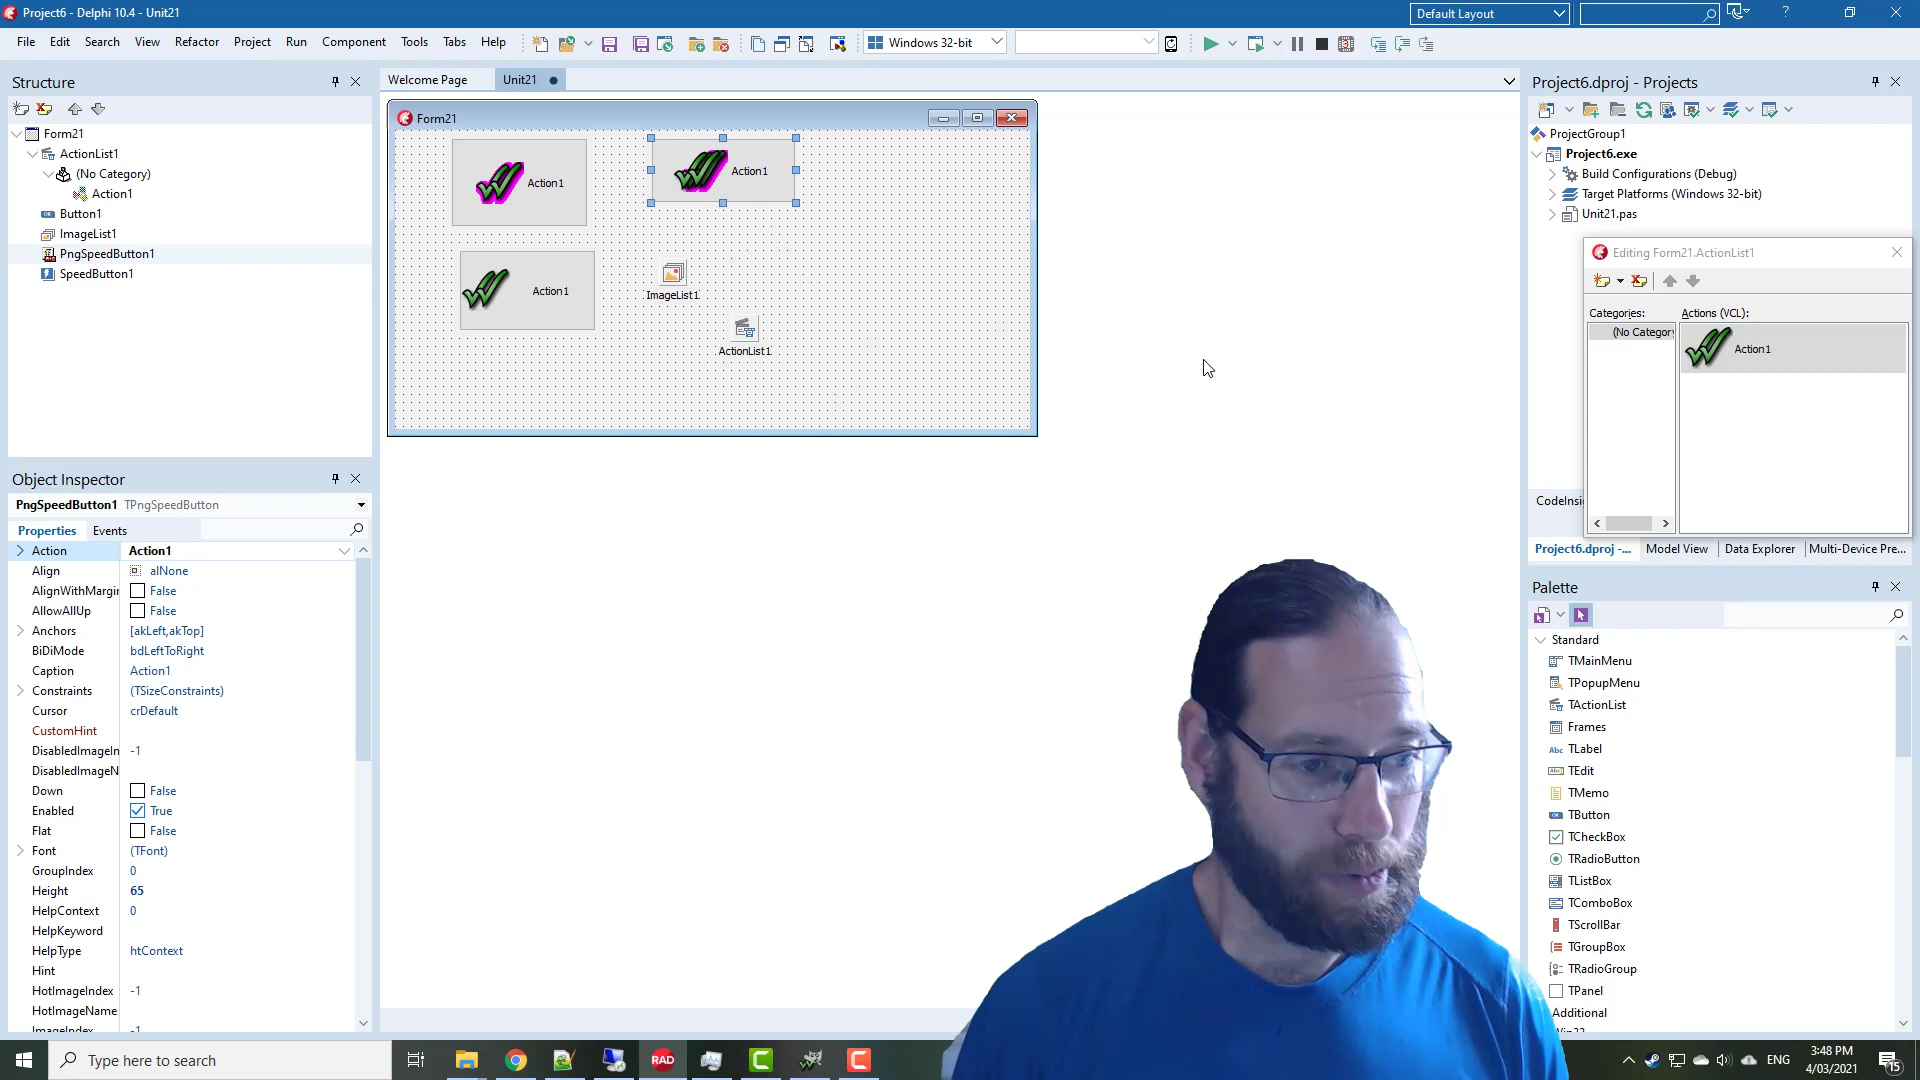 Project6 - Delphi 10.4 - Unit21
Default Layout
?
File Edit Search View Refactor Project Run Component Tools Tabs Help
Windows 32-bit
Structure
Welcome Page
Unit21
Project6.dproj - Projects
Form21
ActionList1
(No Category)
Action1
Button1
ImageList1
PngSpeedButton1
SpeedButton1
Form21
Action1
Action1
Action1
ImageList1
ActionList1
ProjectGroup1
Project6.exe
Build Configurations (Debug)
Target Platforms (Windows 32-bit)
Unit21.pas
Editing Form21.ActionList1
Categories:
Actions (VCL):
(No Categor
Action1
CodeInsi
Project6.dproj -...
Model View
Data Explorer
Multi-Device Pre...
Object Inspector
PngSpeedButton1 TPngSpeedButton
Properties
Events
Action Action1
Align alNone
AlignWithMargin False
AllowAllUp False
Anchors [akLeft,akTop]
BiDiMode bdLeftToRight
Caption Action1
Constraints (TSizeConstraints)
Cursor crDefault
CustomHint
DisabledImageIn -1
DisabledImageN
Down False
Enabled True
Flat False
Font (TFont)
GroupIndex 0
Height 65
HelpContext 0
HelpKeyword
HelpType htContext
Hint
HotImageIndex -1
HotImageName
ImageIndex -1
Palette
Standard
TMainMenu
TPopupMenu
TActionList
Frames
TLabel
TEdit
TMemo
TButton
TCheckBox
TRadioButton
TListBox
TComboBox
TScrollBar
TGroupBox
TRadioGroup
TPanel
Additional
Win32
Type here to search
RAD
ENG
3:48 PM
4/03/2021
15